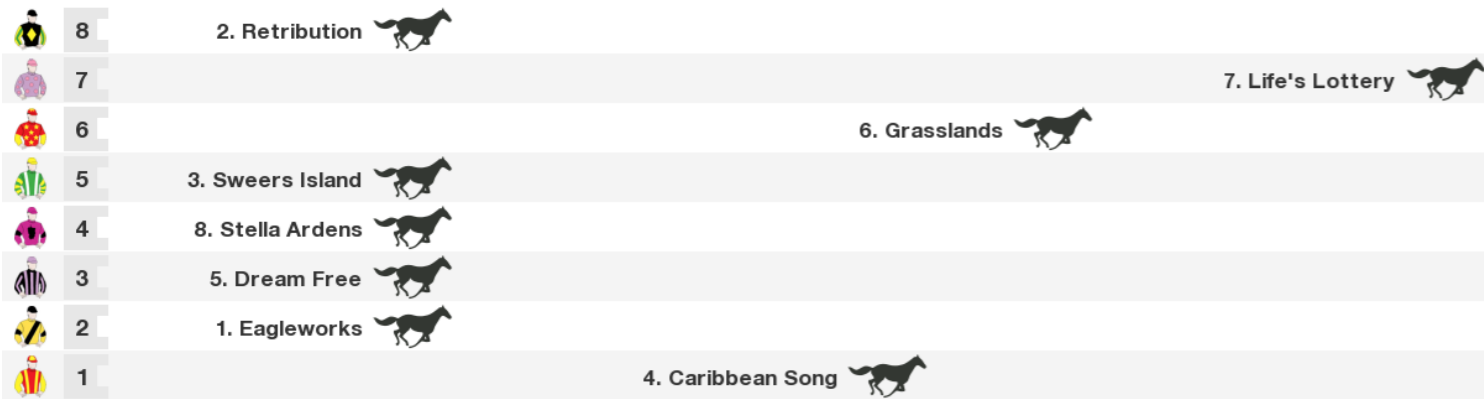 8 2. Retribution
7 7. Life's Lottery
6 6. Grasslands
5 3. Sweers Island
4 8. Stella Ardens
3 5. Dream Free
2 1. Eagleworks
1 4. Caribbean Song